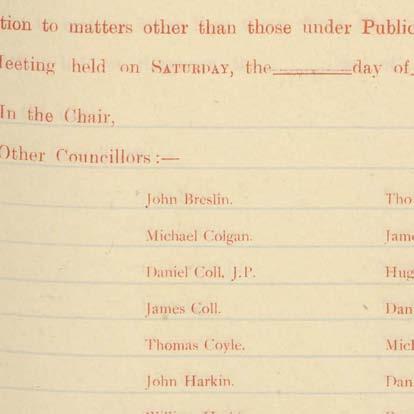 tion to matters other than those under Public
Meeting held on SATURDAY, the day of
In the Chair,
Other Councillors :—
John Breslin. Tho
Michael Colgan. Jame
Daniel Coll, J.P. Hug
James Coll. Dan
Thomas Coyle. Mich
John Harkin. Dan